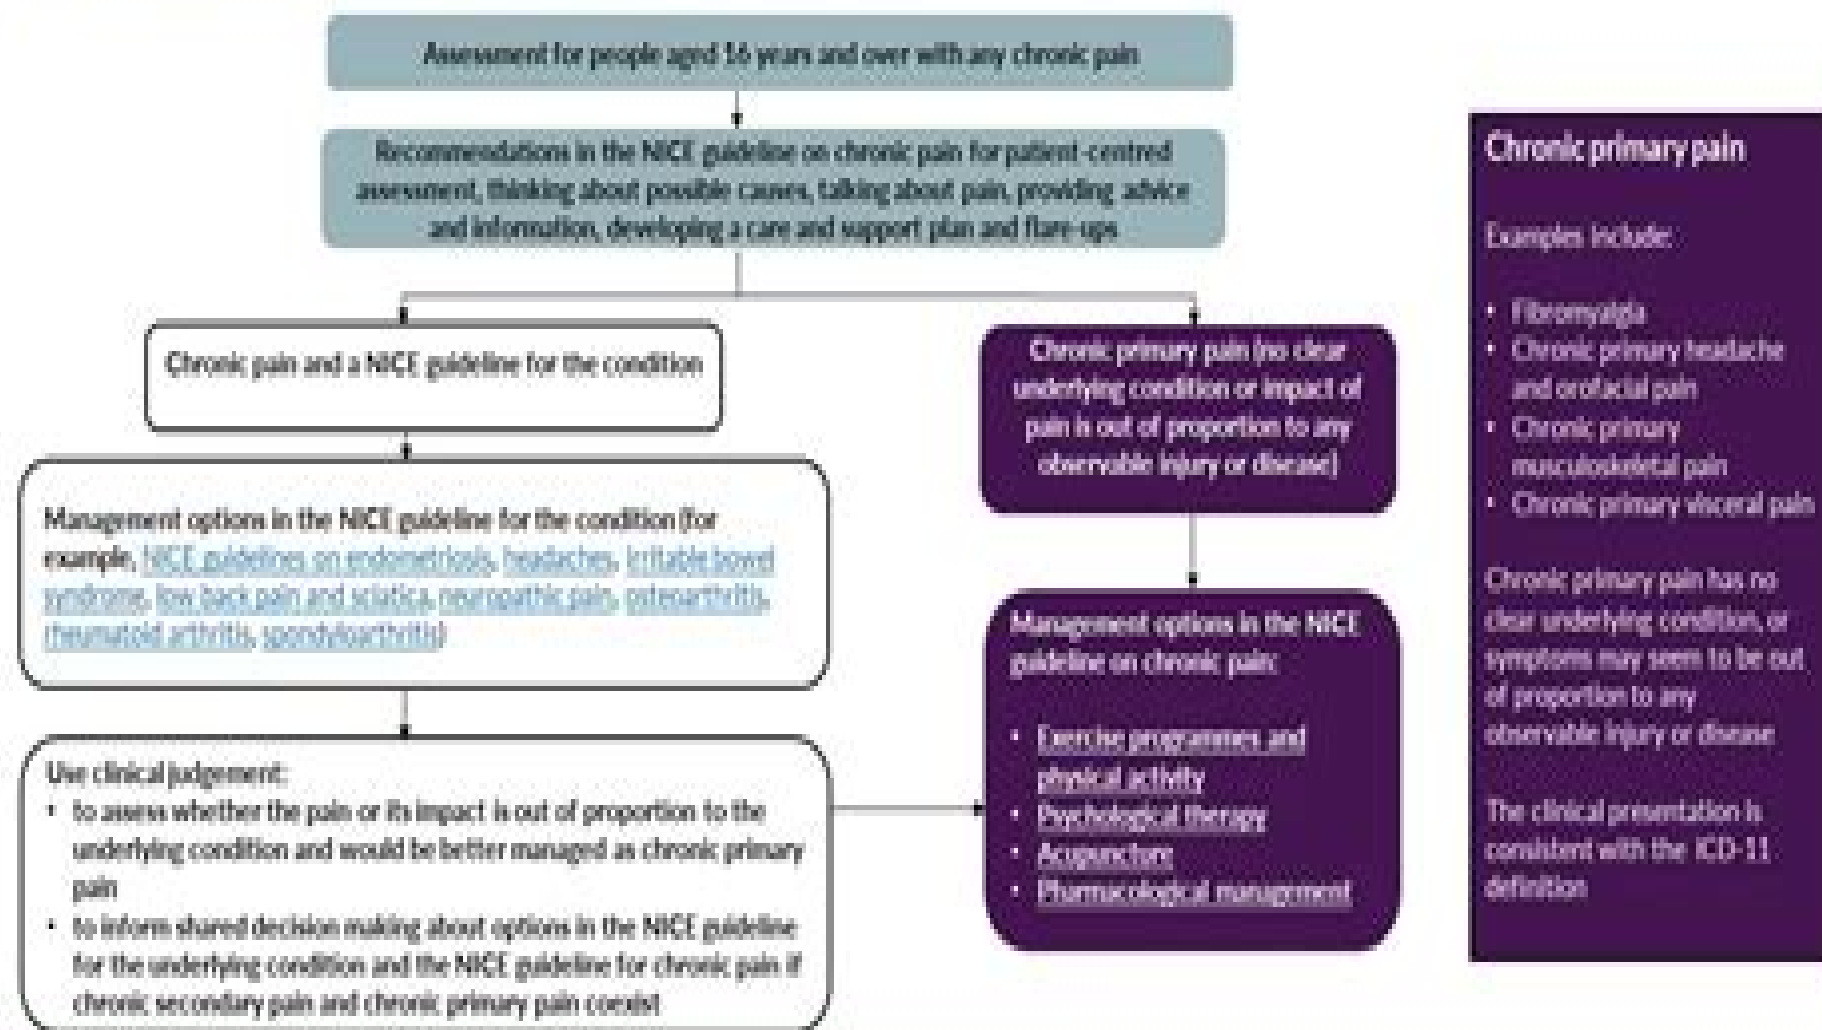 Assessment for people aged 16 years and over with any chronic pain
Recommendations in the NICE guideline on chronic pain for patient-centred
assessment, thinking about possible causes, talking about pain, providing advice
and information, developing a care and support plan and flare-ups
Chronic pain and a NICE guideline for the condition
Management options in the NICE guideline for the condition (for
example, NICE guidelines on endometriosis, headaches, irritable bowel
syndrome, low back pain and sciatica, neuropathic pain, osteoarthritis,
rheumatoid arthritis, spondyloarthritis)
Use clinical judgement:
• to assess whether the pain or its impact is out of proportion to the
underlying condition and would be better managed as chronic primary
pain
• to inform shared decision making about options in the NICE guideline
for the underlying condition and the NICE guideline for chronic pain if
chronic secondary pain and chronic primary pain coexist
Chronic primary pain (no clear
underlying condition or impact of
pain is out of proportion to any
observable injury or disease)
Management options in the NICE
guideline on chronic pain:
• Exercise programmes and
physical activity
• Psychological therapy
• Acupuncture
• Pharmacological management
Chronic primary pain
Examples include:
• Fibromyalgia
• Chronic primary headache
and orofacial pain
• Chronic primary
musculoskeletal pain
• Chronic primary visceral pain
Chronic primary pain has no
clear underlying condition, or
symptoms may seem to be out
of proportion to any
observable injury or disease
The clinical presentation is
consistent with the ICD-11
definition